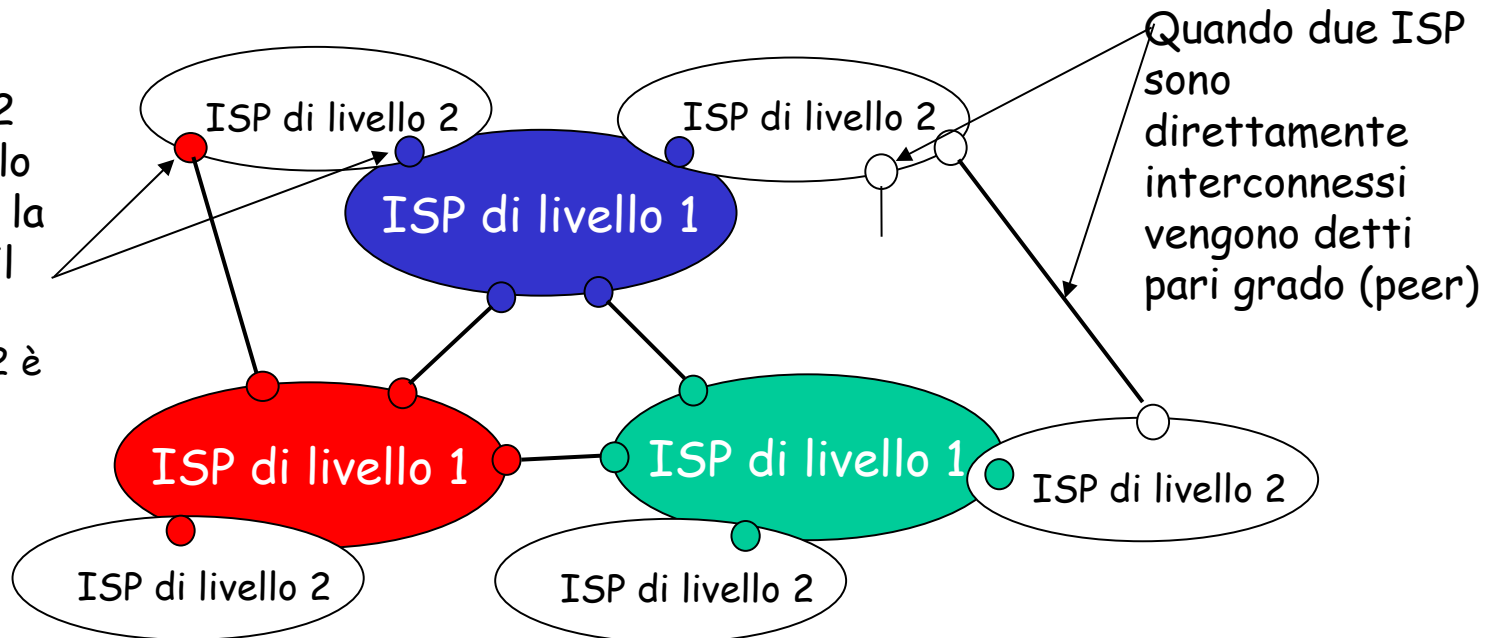 2
lo
la
l
2 è
ISP di livello 2
ISP di livello 2
Quando due ISP
sono
direttamente
interconnessi
vengono detti
pari grado (peer)
ISP di livello 1
ISP di livello 1
ISP di livello 1
ISP di livello 2
ISP di livello 2
ISP di livello 2